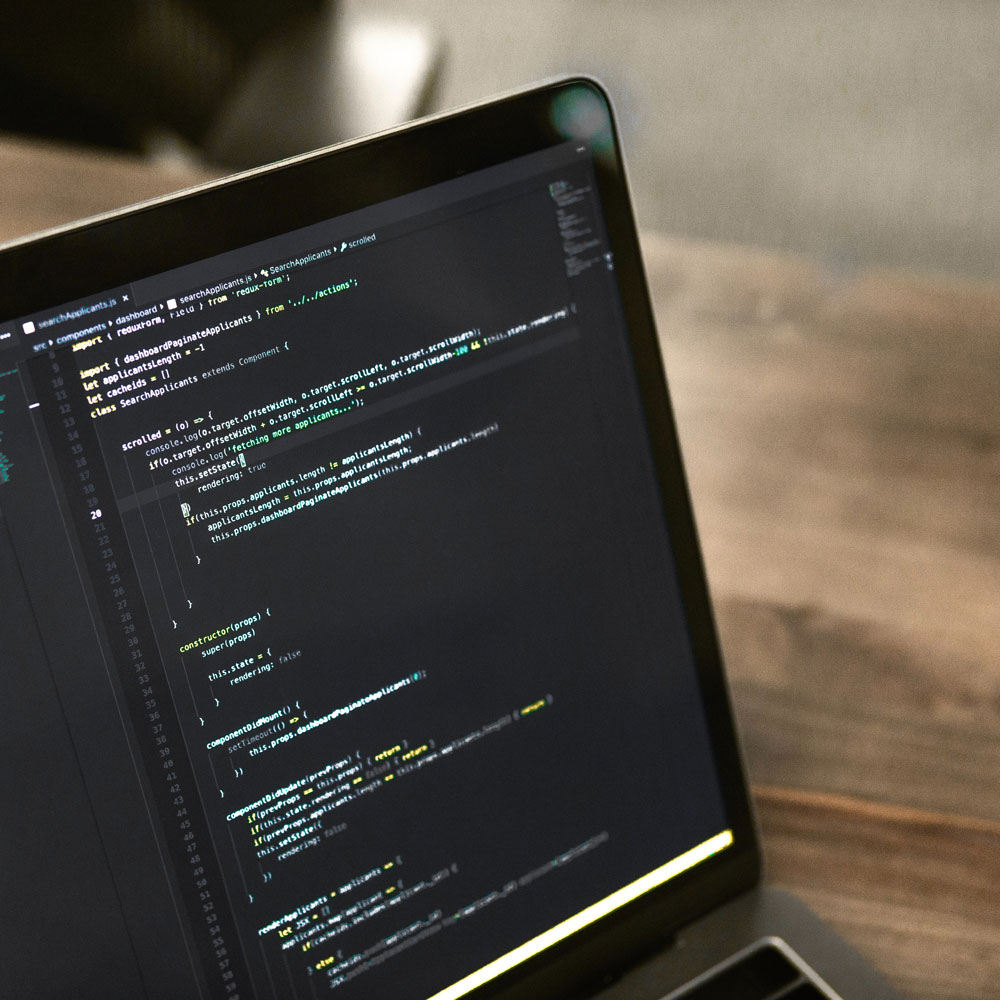 searchApplicants.js ×
src › components › dashboard › searchApplicants.js › SearchApplicants › scrolled
import { reduxForm, Field } from 'redux-form';
import { dashboardPaginateApplicants } from '../../actions';
let applicantsLength = -1
let cacheids = []
class SearchApplicants extends Component {
scrolled = (o) => {
console.log(o.target.offsetWidth, o.target.scrollLeft, o.target.scrollWidth);
if(o.target.offsetWidth + o.target.scrollLeft >= o.target.scrollWidth-100 && !this.state.rendering) {
console.log('fetching more applicants...');
this.setState({
rendering: true
})
if(this.props.applicants.length != applicantsLength) {
applicantsLength = this.props.applicantsLength;
this.props.dashboardPaginateApplicants(this.props.applicants.length)
}
}
}
constructor(props) {
super(props)
this.state = {
rendering: false
}
}
componentDidMount() {
setTimeout(() => {
this.props.dashboardPaginateApplicants(0);
})
}
componentDidUpdate(prevProps) {
if(prevProps == this.props) { return }
if(this.state.rendering == false) { return }
if(prevProps.applicants.length == this.props.applicants.length) { return }
this.setState({
rendering: false
})
}
renderApplicants = applicants => {
let JSX = []
applicants.map(applicant => {
if(cacheids.includes(applicant._id)) {
} else {